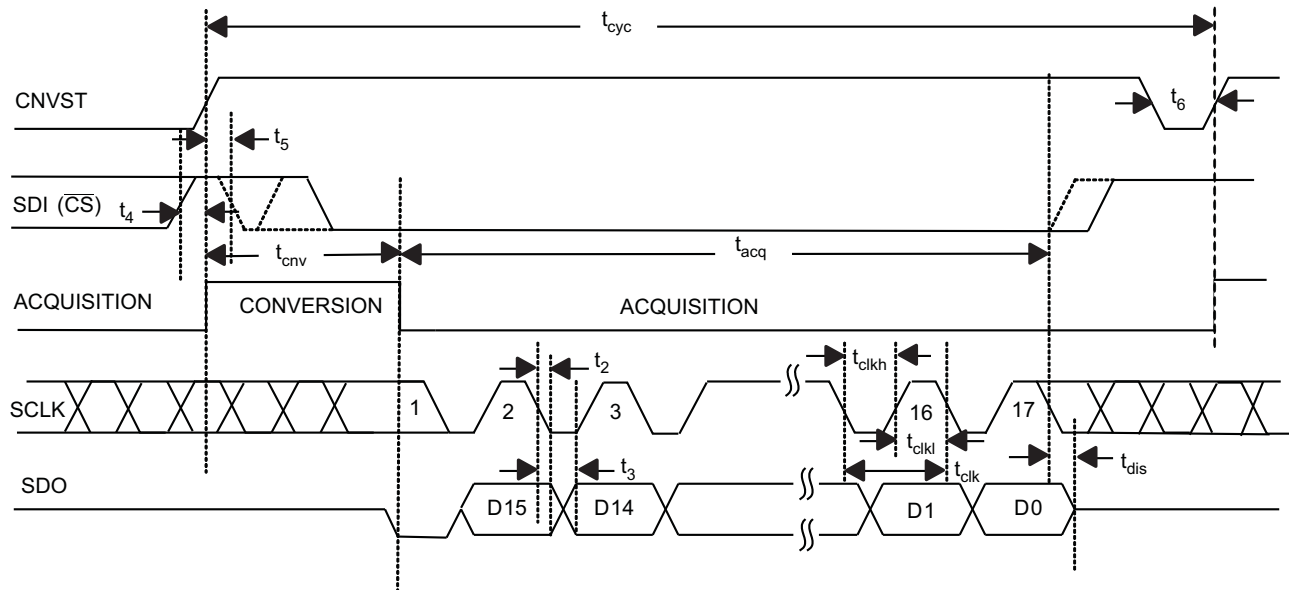 tcyc
CNVST
t6
t5
SDI (CS)
t4
tcnv
tacq
ACQUISITION
CONVERSION
ACQUISITION
t2
tclkh
SCLK
1
2
3
16
17
tclkl
t3
tclk
tdis
SDO
D15
D14
D1
D0